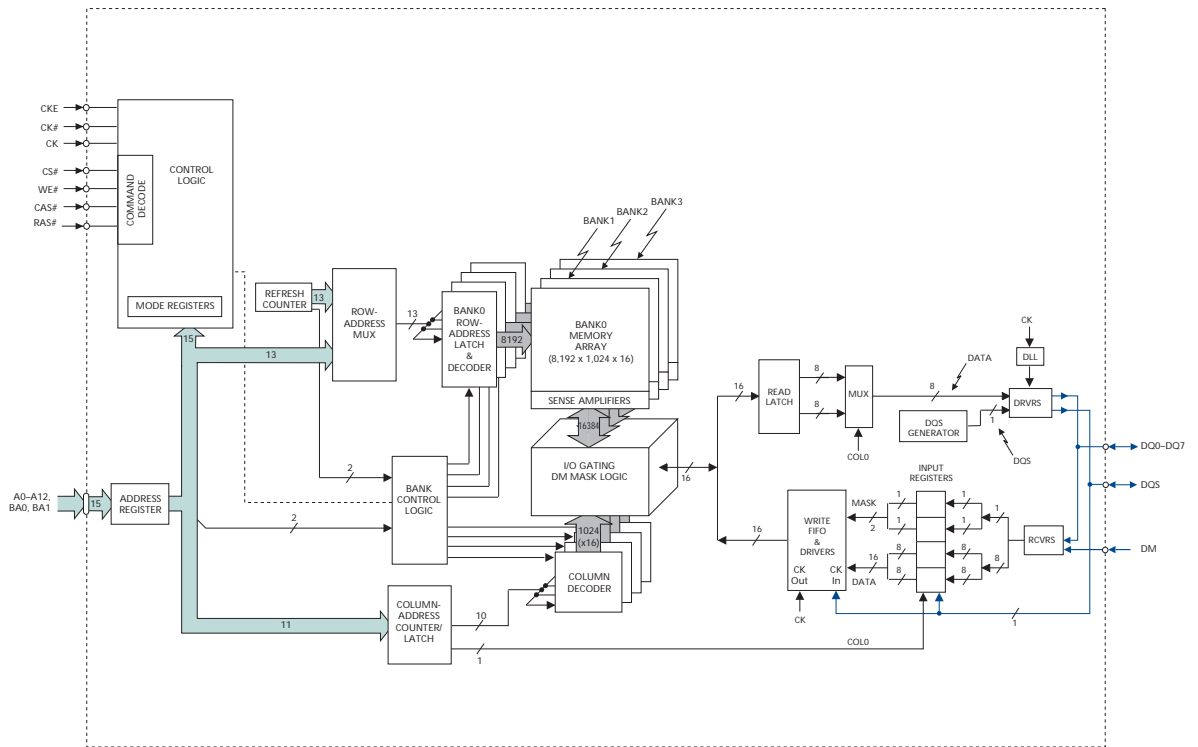 CKE
CK#
CK
CS#
WE#
CAS#
RAS#
COMMAND
DECODE
CONTROL
LOGIC
MODE REGISTERS
15
REFRESH
COUNTER
13
13
ROW-
ADDRESS
MUX
13
BANK0
ROW-
ADDRESS
LATCH
&
DECODER
8192
BANK1
BANK2
BANK3
BANK0
MEMORY
ARRAY
(8,192 x 1,024 x 16)
SENSE AMPLIFIERS
16384
I/O GATING
DM MASK LOGIC
16
A0–A12,
BA0, BA1
15
ADDRESS
REGISTER
2
2
BANK
CONTROL
LOGIC
1024
(x16)
COLUMN
DECODER
11
COLUMN-
ADDRESS
COUNTER/
LATCH
10
1
COL0
16
READ
LATCH
8
8
MUX
COL0
8
DATA
DQS
GENERATOR
1
DQS
CK
DLL
DRVRS
DQ0–DQ7
DQS
DM
16
WRITE
FIFO
&
DRIVERS
CK
Out
CK
In
CK
MASK
2
16
DATA
INPUT
REGISTERS
1
1
8
8
1
1
8
8
1
8
RCVRS
1